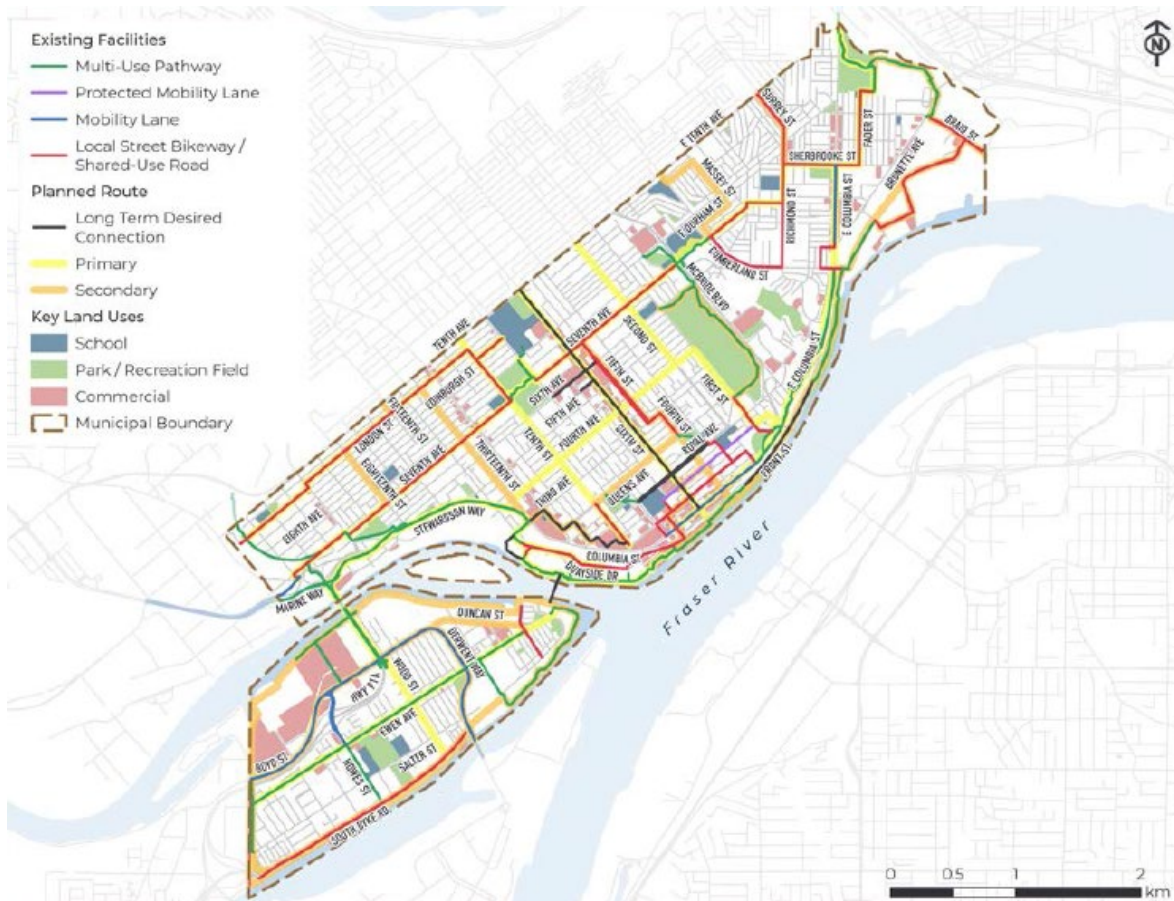 Existing Facilities
Multi-Use Pathway
Protected Mobility Lane
Mobility Lane
Local Street Bikeway /
Shared-Use Road
Planned Route
Long Term Desired
Connection
Primary
Secondary
Key Land Uses
School
Park / Recreation Field
Commercial
Municipal Boundary
N
SURREY ST
E TENTH AVE
FADER ST
BRAID ST
SHERBROOKE ST
MASSEY ST
BRUNETTE AVE
E DURHAM ST
RICHMOND ST
E COLUMBIA ST
CUMBERLAND ST
MCBRIDE BLVD
TENTH AVE
SEVENTH AVE
SECOND ST
E COLUMBIA ST
EDINBURGH ST
SIXTH AVE
FIFTH ST
FIRST ST
FIFTEENTH ST
FIFTH AVE
FOURTH ST
LONDON ST
FOURTH AVE
SIXTH ST
ROYAL AVE
TENTH ST
SEVENTH AVE
THIRTEENTH ST
FRONT ST
EIGHTEENTH ST
THIRD AVE
QUEENS AVE
EIGHTH AVE
STEWARDSON WAY
COLUMBIA ST
QUAYSIDE DR
MARINE WAY
Fraser River
DUNCAN ST
DERWENT WAY
WOOD ST
HWY 91A
EWEN AVE
BOYD ST
HOWES ST
SALTER ST
SOUTH DYKE RD
0 0.5 1 2
km